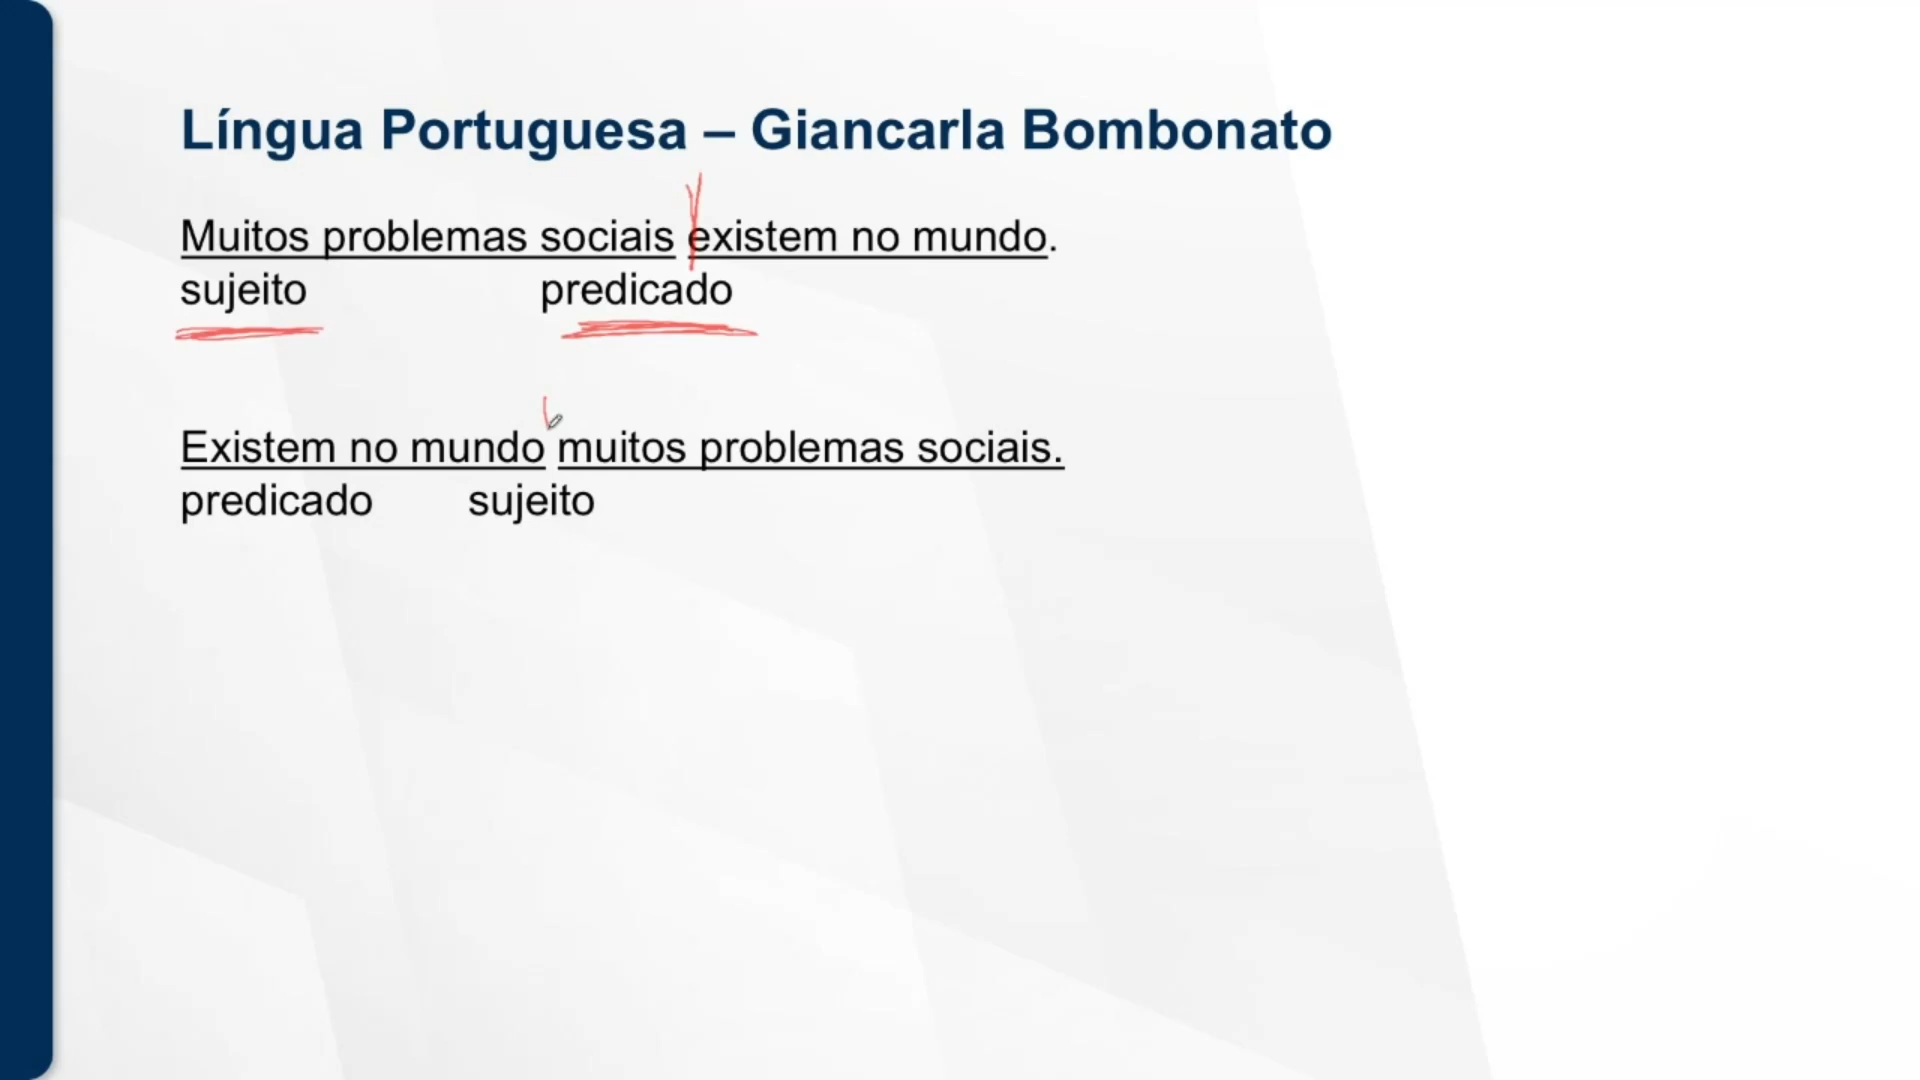 Língua Portuguesa – Giancarla Bombonato
Muitos problemas sociais existem no mundo.
sujeito predicado
Existem no mundo muitos problemas sociais.
predicado sujeito